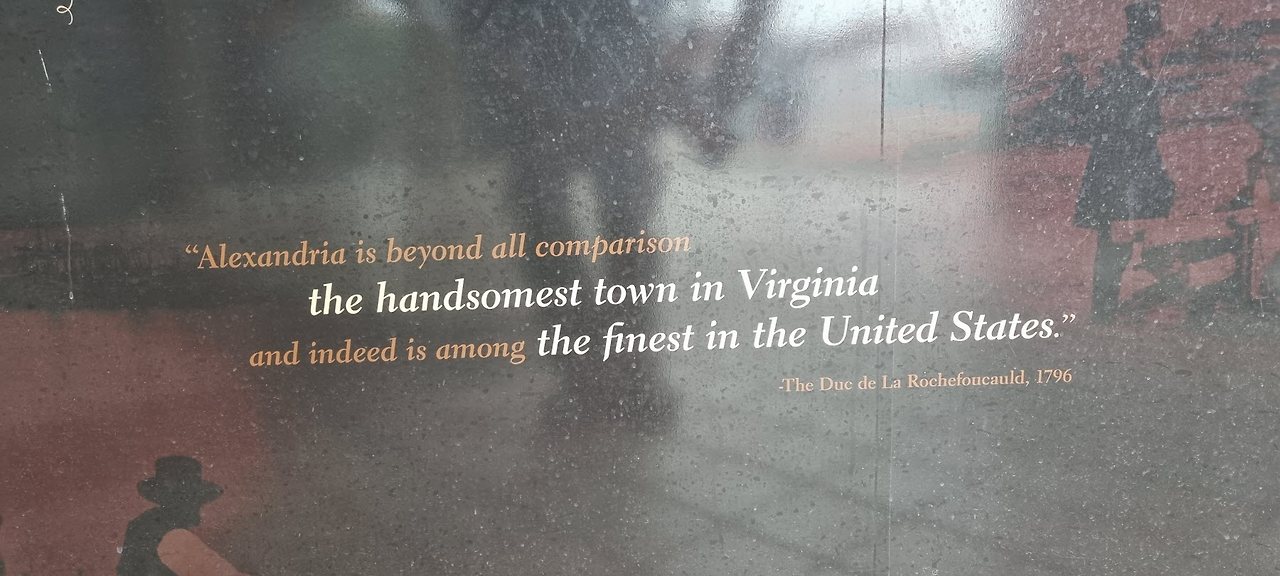 “Alexandria is beyond all comparison
the handsomest town in Virginia
and indeed is among the finest in the United States.”
-The Duc de La Rochefoucauld, 1796